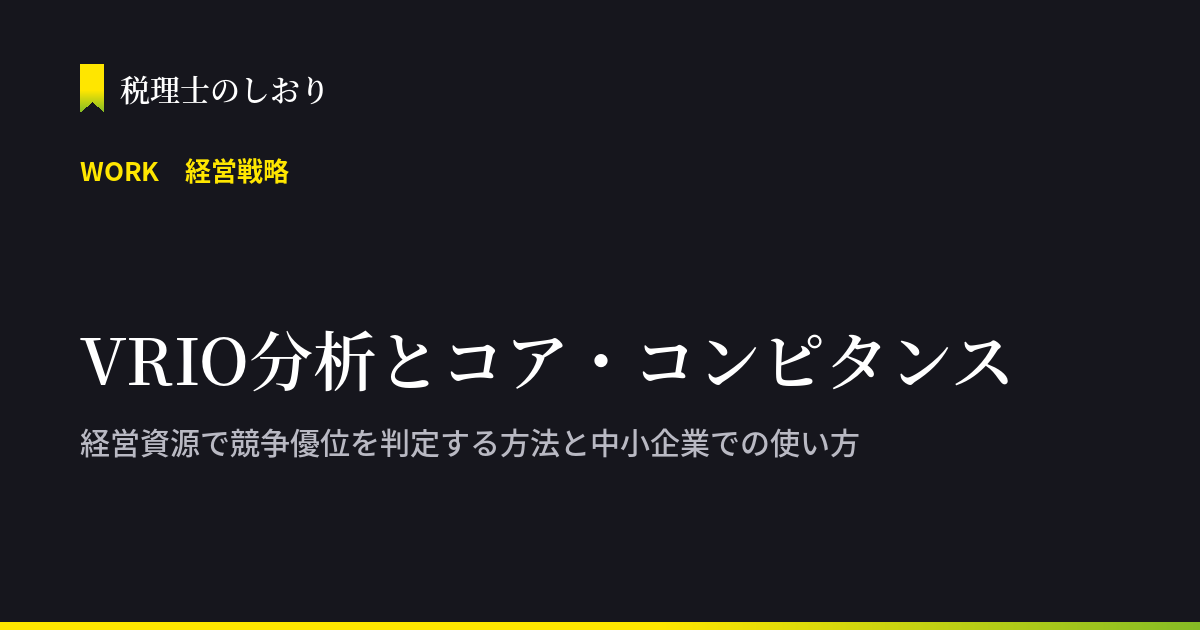 税理士のしおり
WORK　経営戦略
VRIO分析とコア・コンピタンス
経営資源で競争優位を判定する方法と中小企業での使い方